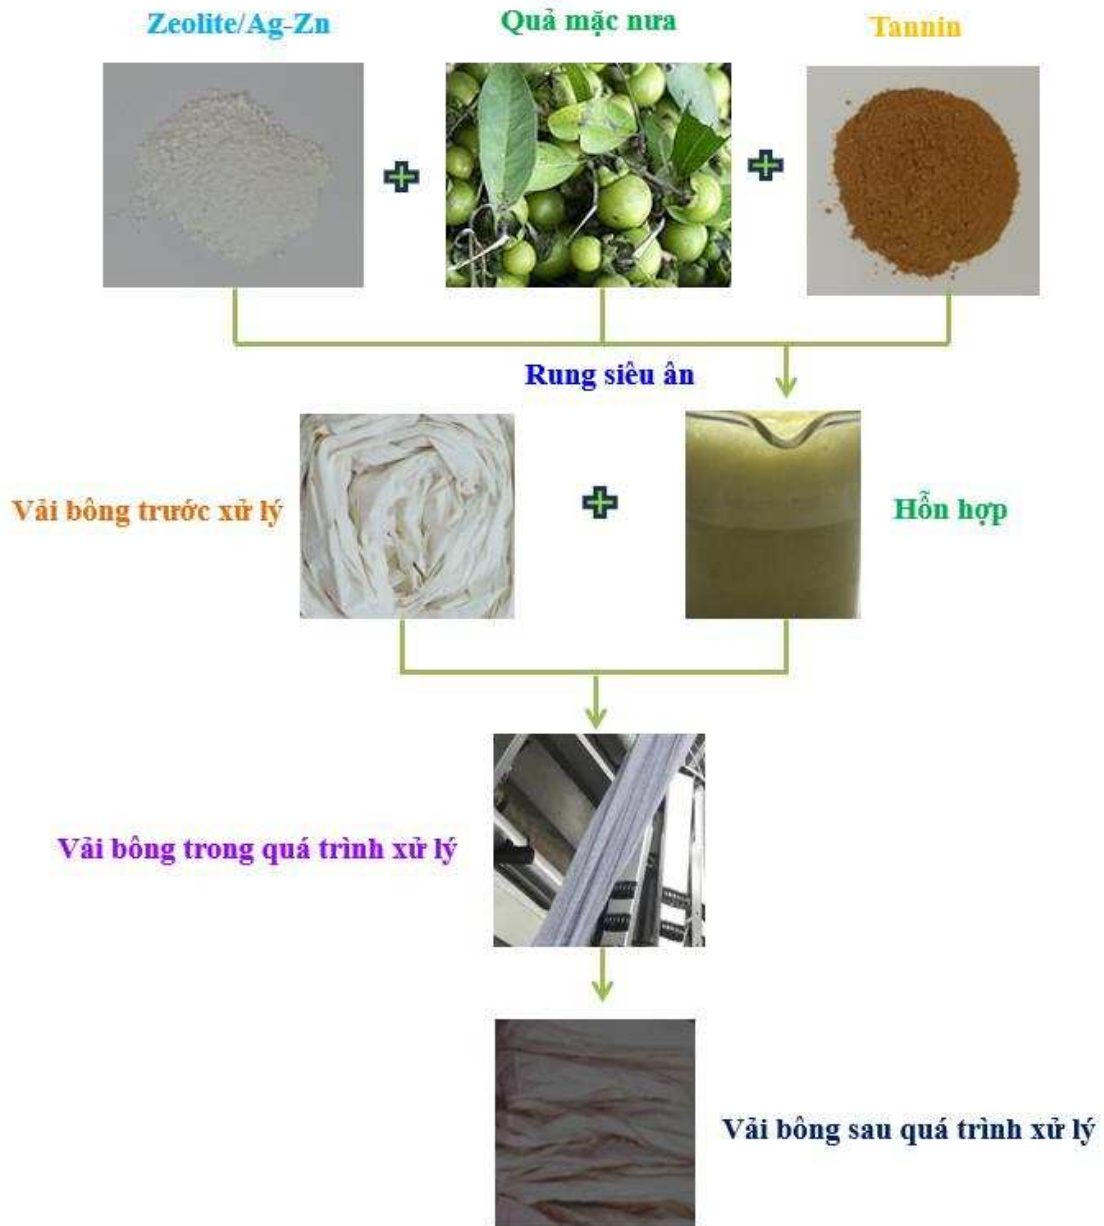 Zeolite/Ag-Zn
Quả mặc nưa
Tannin
Rung siêu ân
Vải bông trước xử lý
Hỗn hợp
Vải bông trong quá trình xử lý
Vải bông sau quá trình xử lý